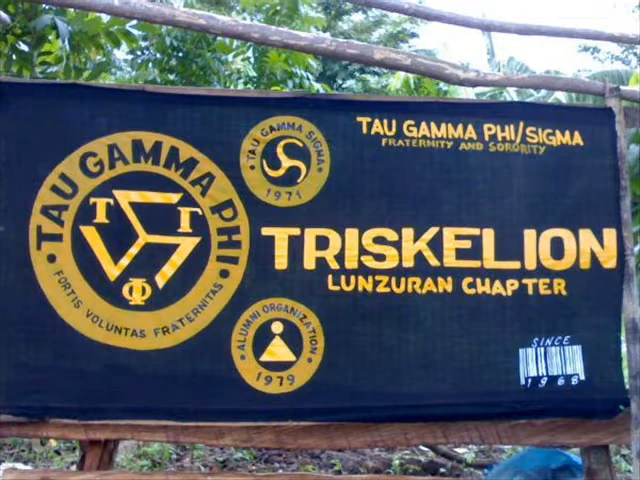 TAU GAMMA PHI
Τ Γ
Φ
FORTIS VOLUNTAS FRATERNITAS
TAU GAMMA SIGMA
1971
TAU GAMMA PHI/SIGMA
FRATERNITY AND SORORITY
TRISKELION
LUNZURAN CHAPTER
ALUMNI ORGANIZATION
1979
SINCE
1968